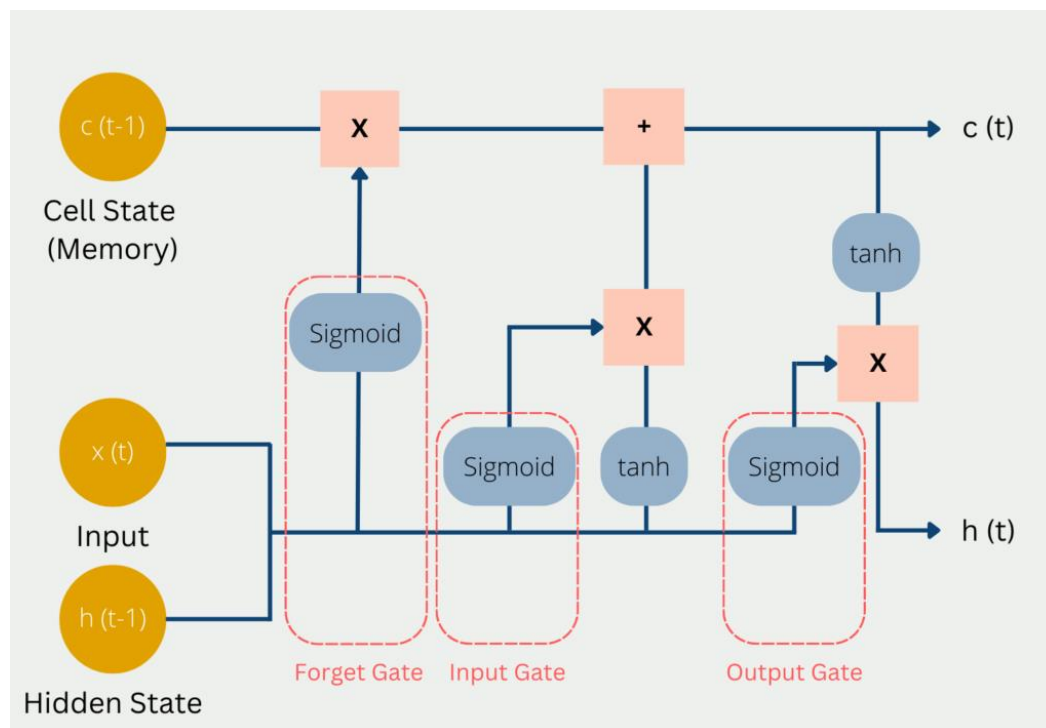 c (t-1)
X
+
c (t)
Cell State
(Memory)
tanh
Sigmoid
X
X
x (t)
Sigmoid
tanh
Sigmoid
Input
h (t)
h (t-1)
Forget Gate
Input Gate
Output Gate
Hidden State